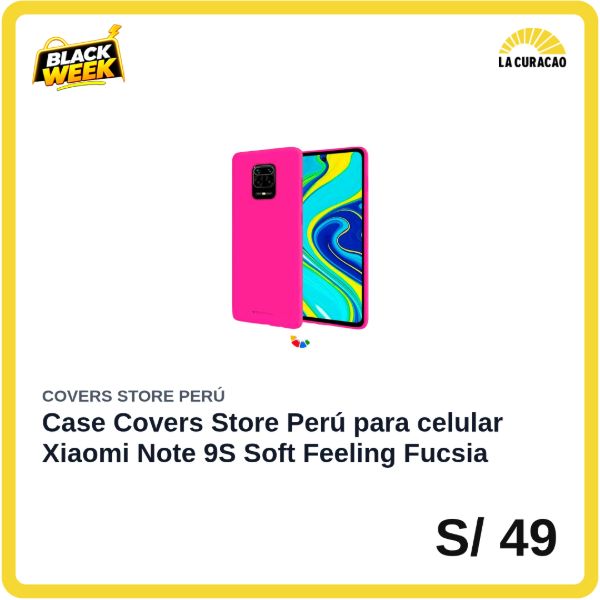 BLACK
WEEK
LA CURACAO
COVERS STORE PERÚ
Case Covers Store Perú para celular
Xiaomi Note 9S Soft Feeling Fucsia
S/ 49